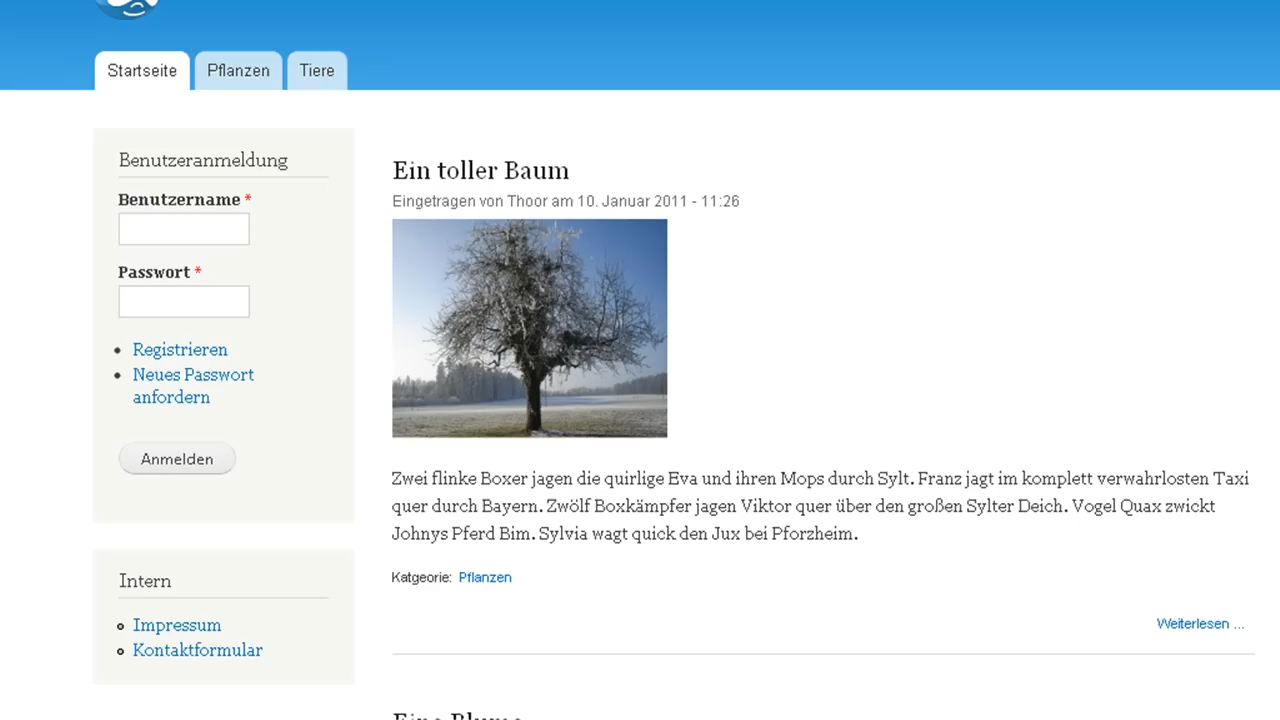 Startseite
Pflanzen
Tiere
Benutzeranmeldung
Benutzername *
Passwort *
Registrieren
Neues Passwort
anfordern
Anmelden
Intern
Impressum
Kontaktformular
Ein toller Baum
Eingetragen von Thoor am 10. Januar 2011 - 11:26
Zwei flinke Boxer jagen die quirlige Eva und ihren Mops durch Sylt. Franz jagt im komplett verwahrlosten Taxi
quer durch Bayern. Zwölf Boxkämpfer jagen Viktor quer über den großen Sylter Deich. Vogel Quax zwickt
Johnys Pferd Bim. Sylvia wagt quick den Jux bei Pforzheim.
Katgeorie: Pflanzen
Weiterlesen ...
Eine Blume